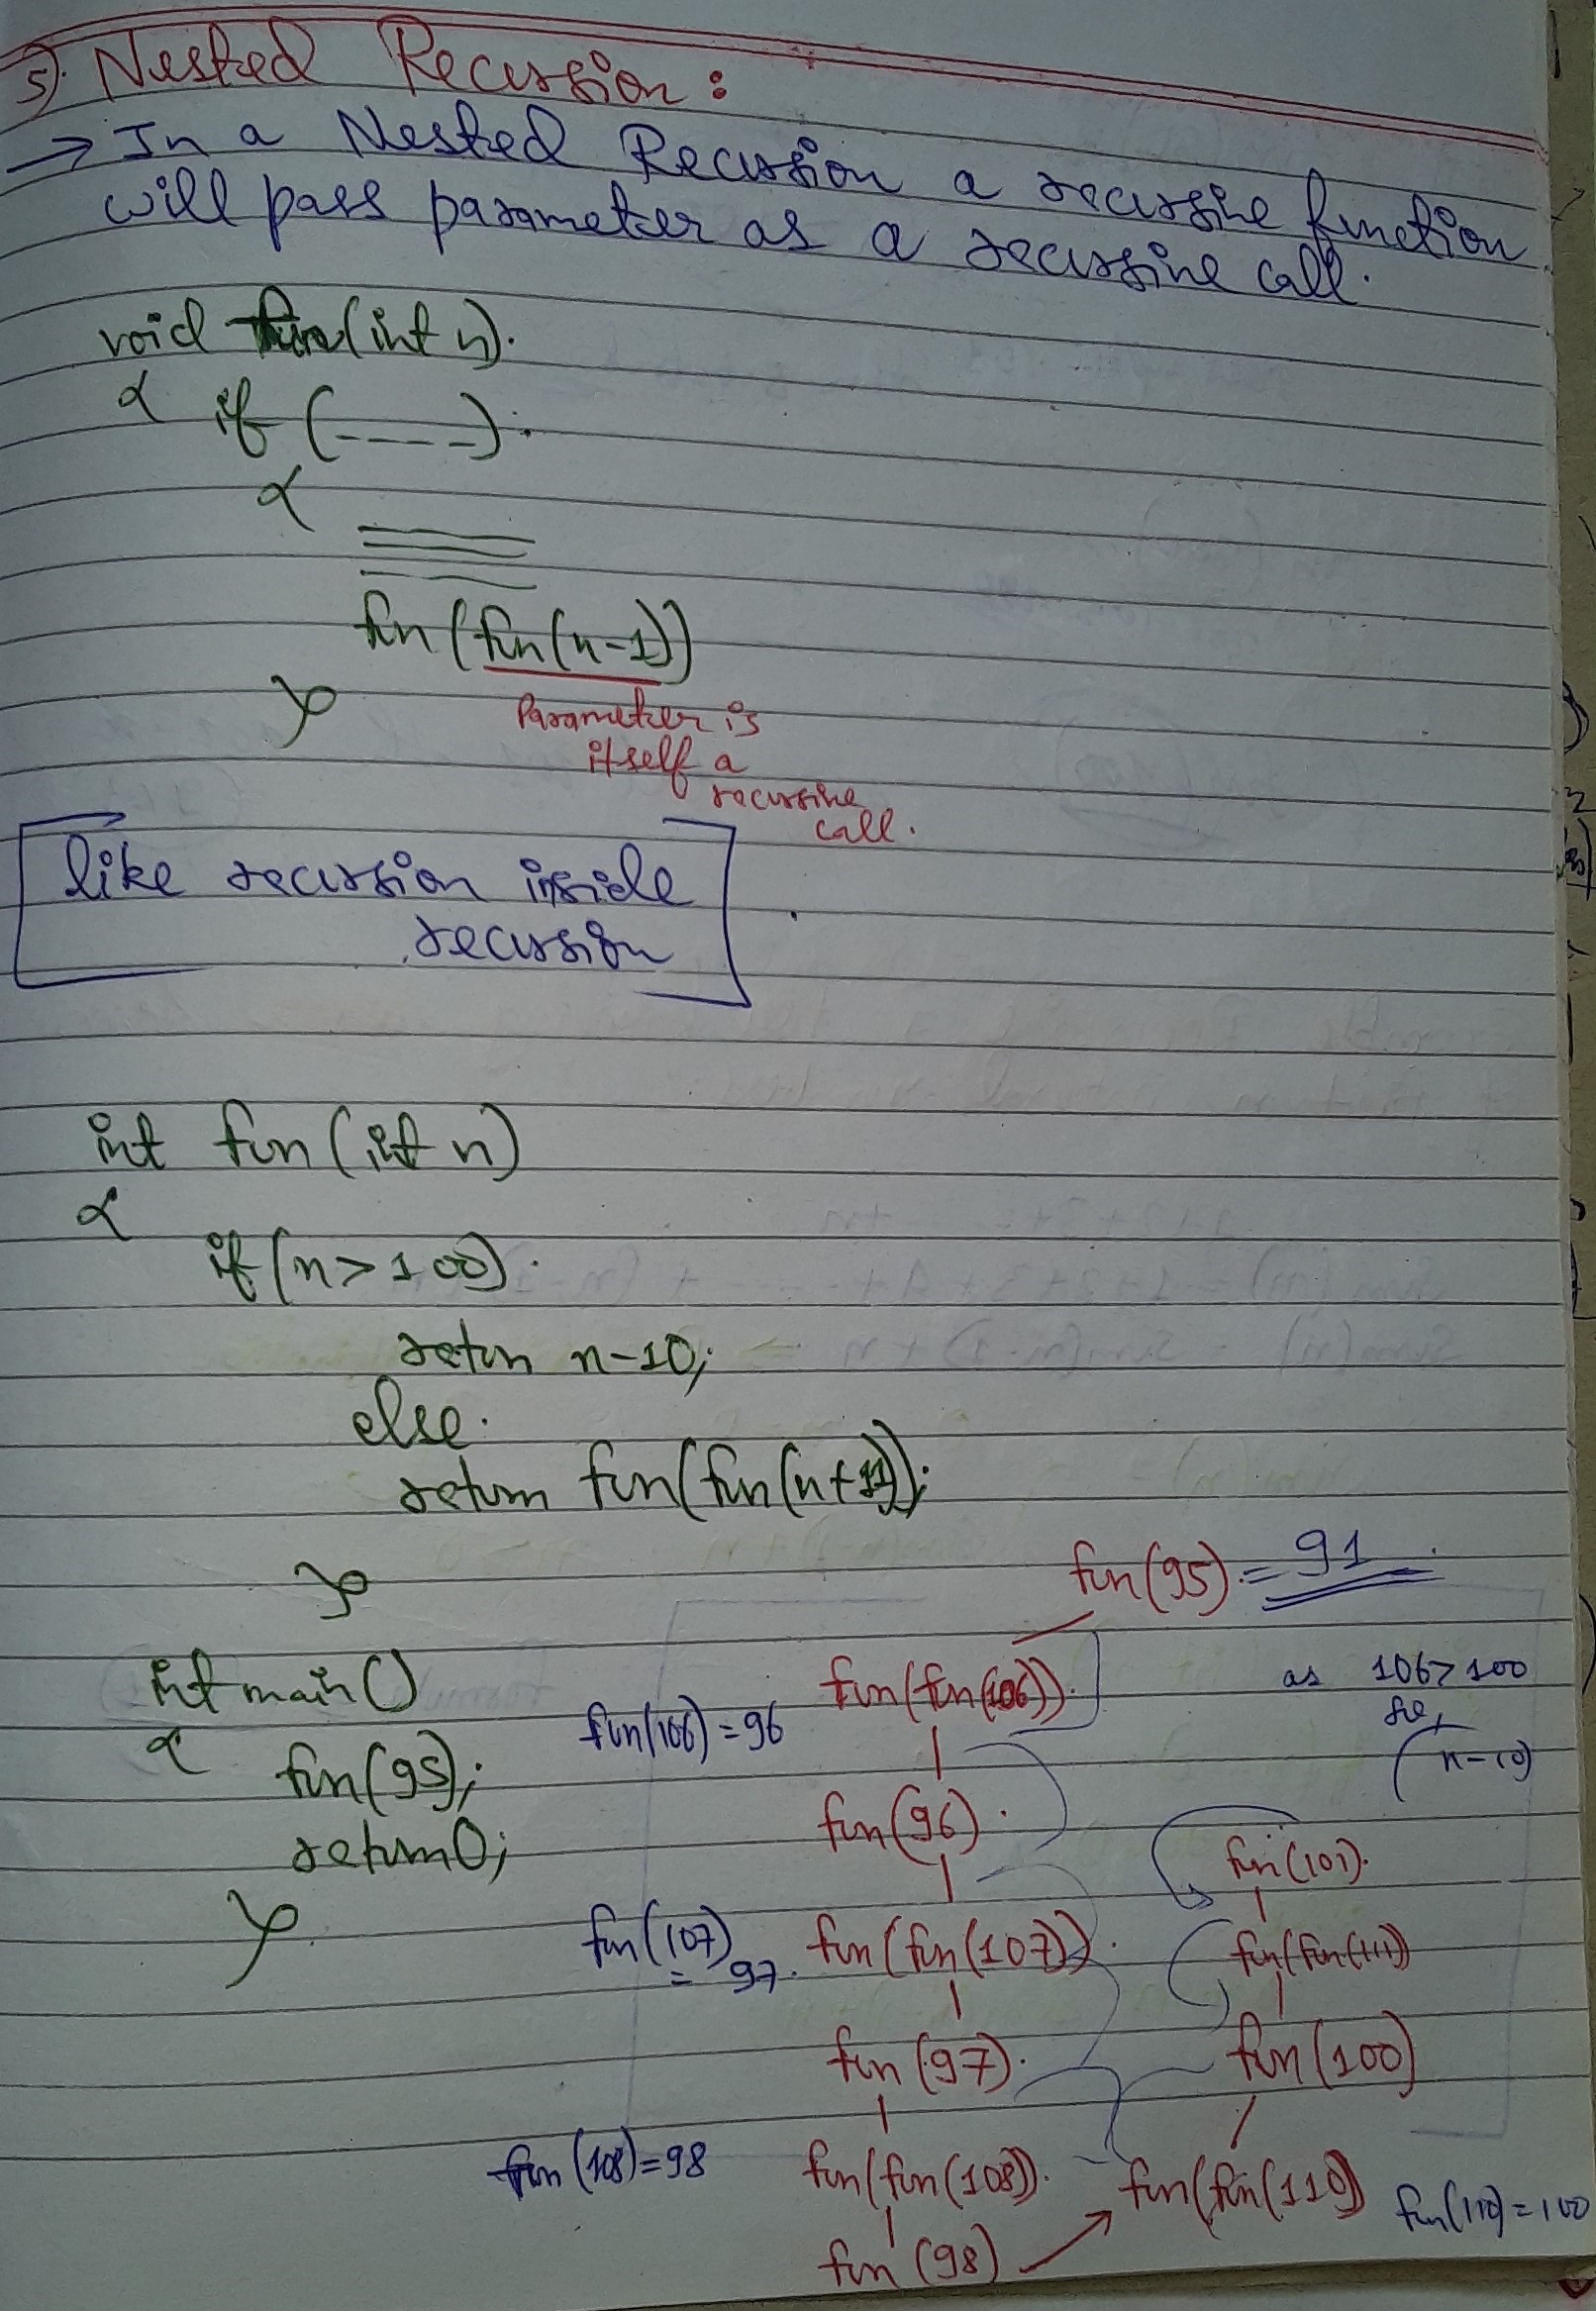 5). Nested Recursion :
→ In a Nested Recursion a recursive function
will pass parameter as a recursive call.
void fun(int n).
{ if (-----).
{
fun(fun(n-1))
}
Parameter is
itself a
recursive
call.
like recursion inside
recursion
int fun(int n)
{
if(n>100).
return n-10;
else.
return fun(fun(n+11));
}
fun(95) = 91
int main()
{ fun(95);
return 0;
}
fun(fun(106)).
fun(106) = 96
as 106>100
so,
(n-10)
fun(96).
fun(107) = 97.
fun(fun(107)).
fun(97).
fun(108)=98
fun(fun(108)).
fun(98)
fun(101).
fun(fun(111))
fun(100)
fun(fun(110)
fun(110)=100